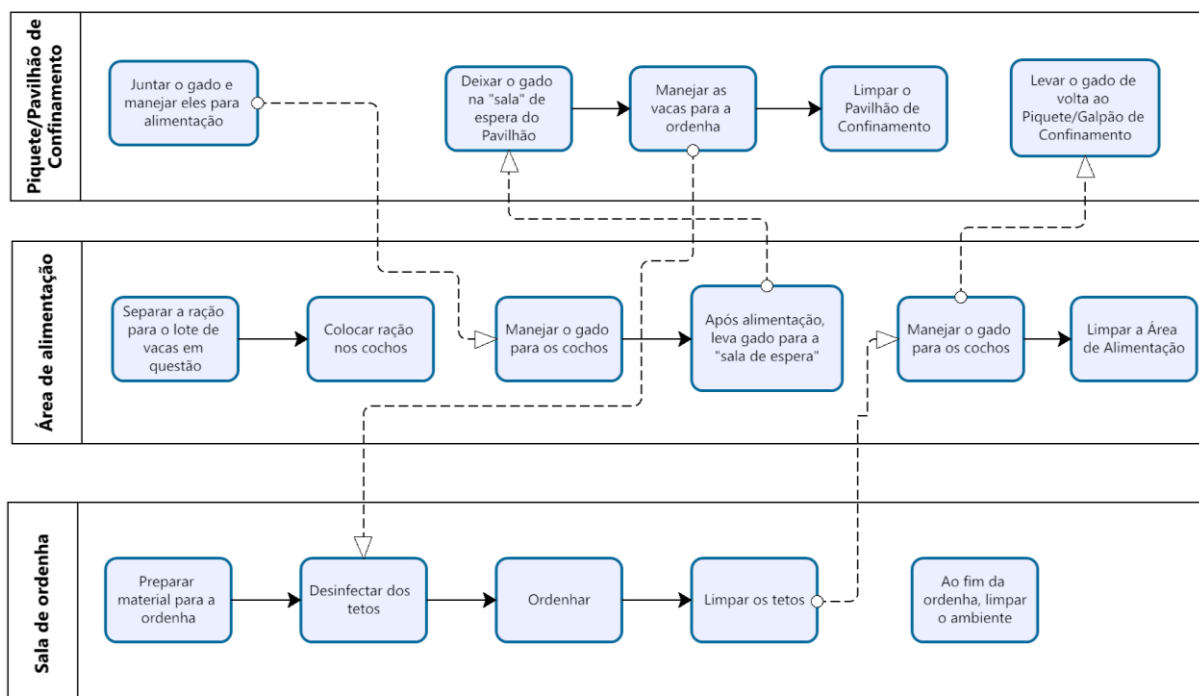 Piquete/Pavilhão de
Confinamento
Juntar o gado e
manejar eles para
alimentação
Deixar o gado
na "sala" de
espera do
Pavilhão
Manejar as
vacas para a
ordenha
Limpar o
Pavilhão de
Confinamento
Levar o gado de
volta ao
Piquete/Galpão de
Confinamento
Área de alimentação
Separar a ração
para o lote de
vacas em
questão
Colocar ração
nos cochos
Manejar o gado
para os cochos
Após alimentação,
leva gado para a
"sala de espera"
Manejar o gado
para os cochos
Limpar a Área
de Alimentação
Sala de ordenha
Preparar
material para a
ordenha
Desinfectar dos
tetos
Ordenhar
Limpar os tetos
Ao fim da
ordenha, limpar
o ambiente